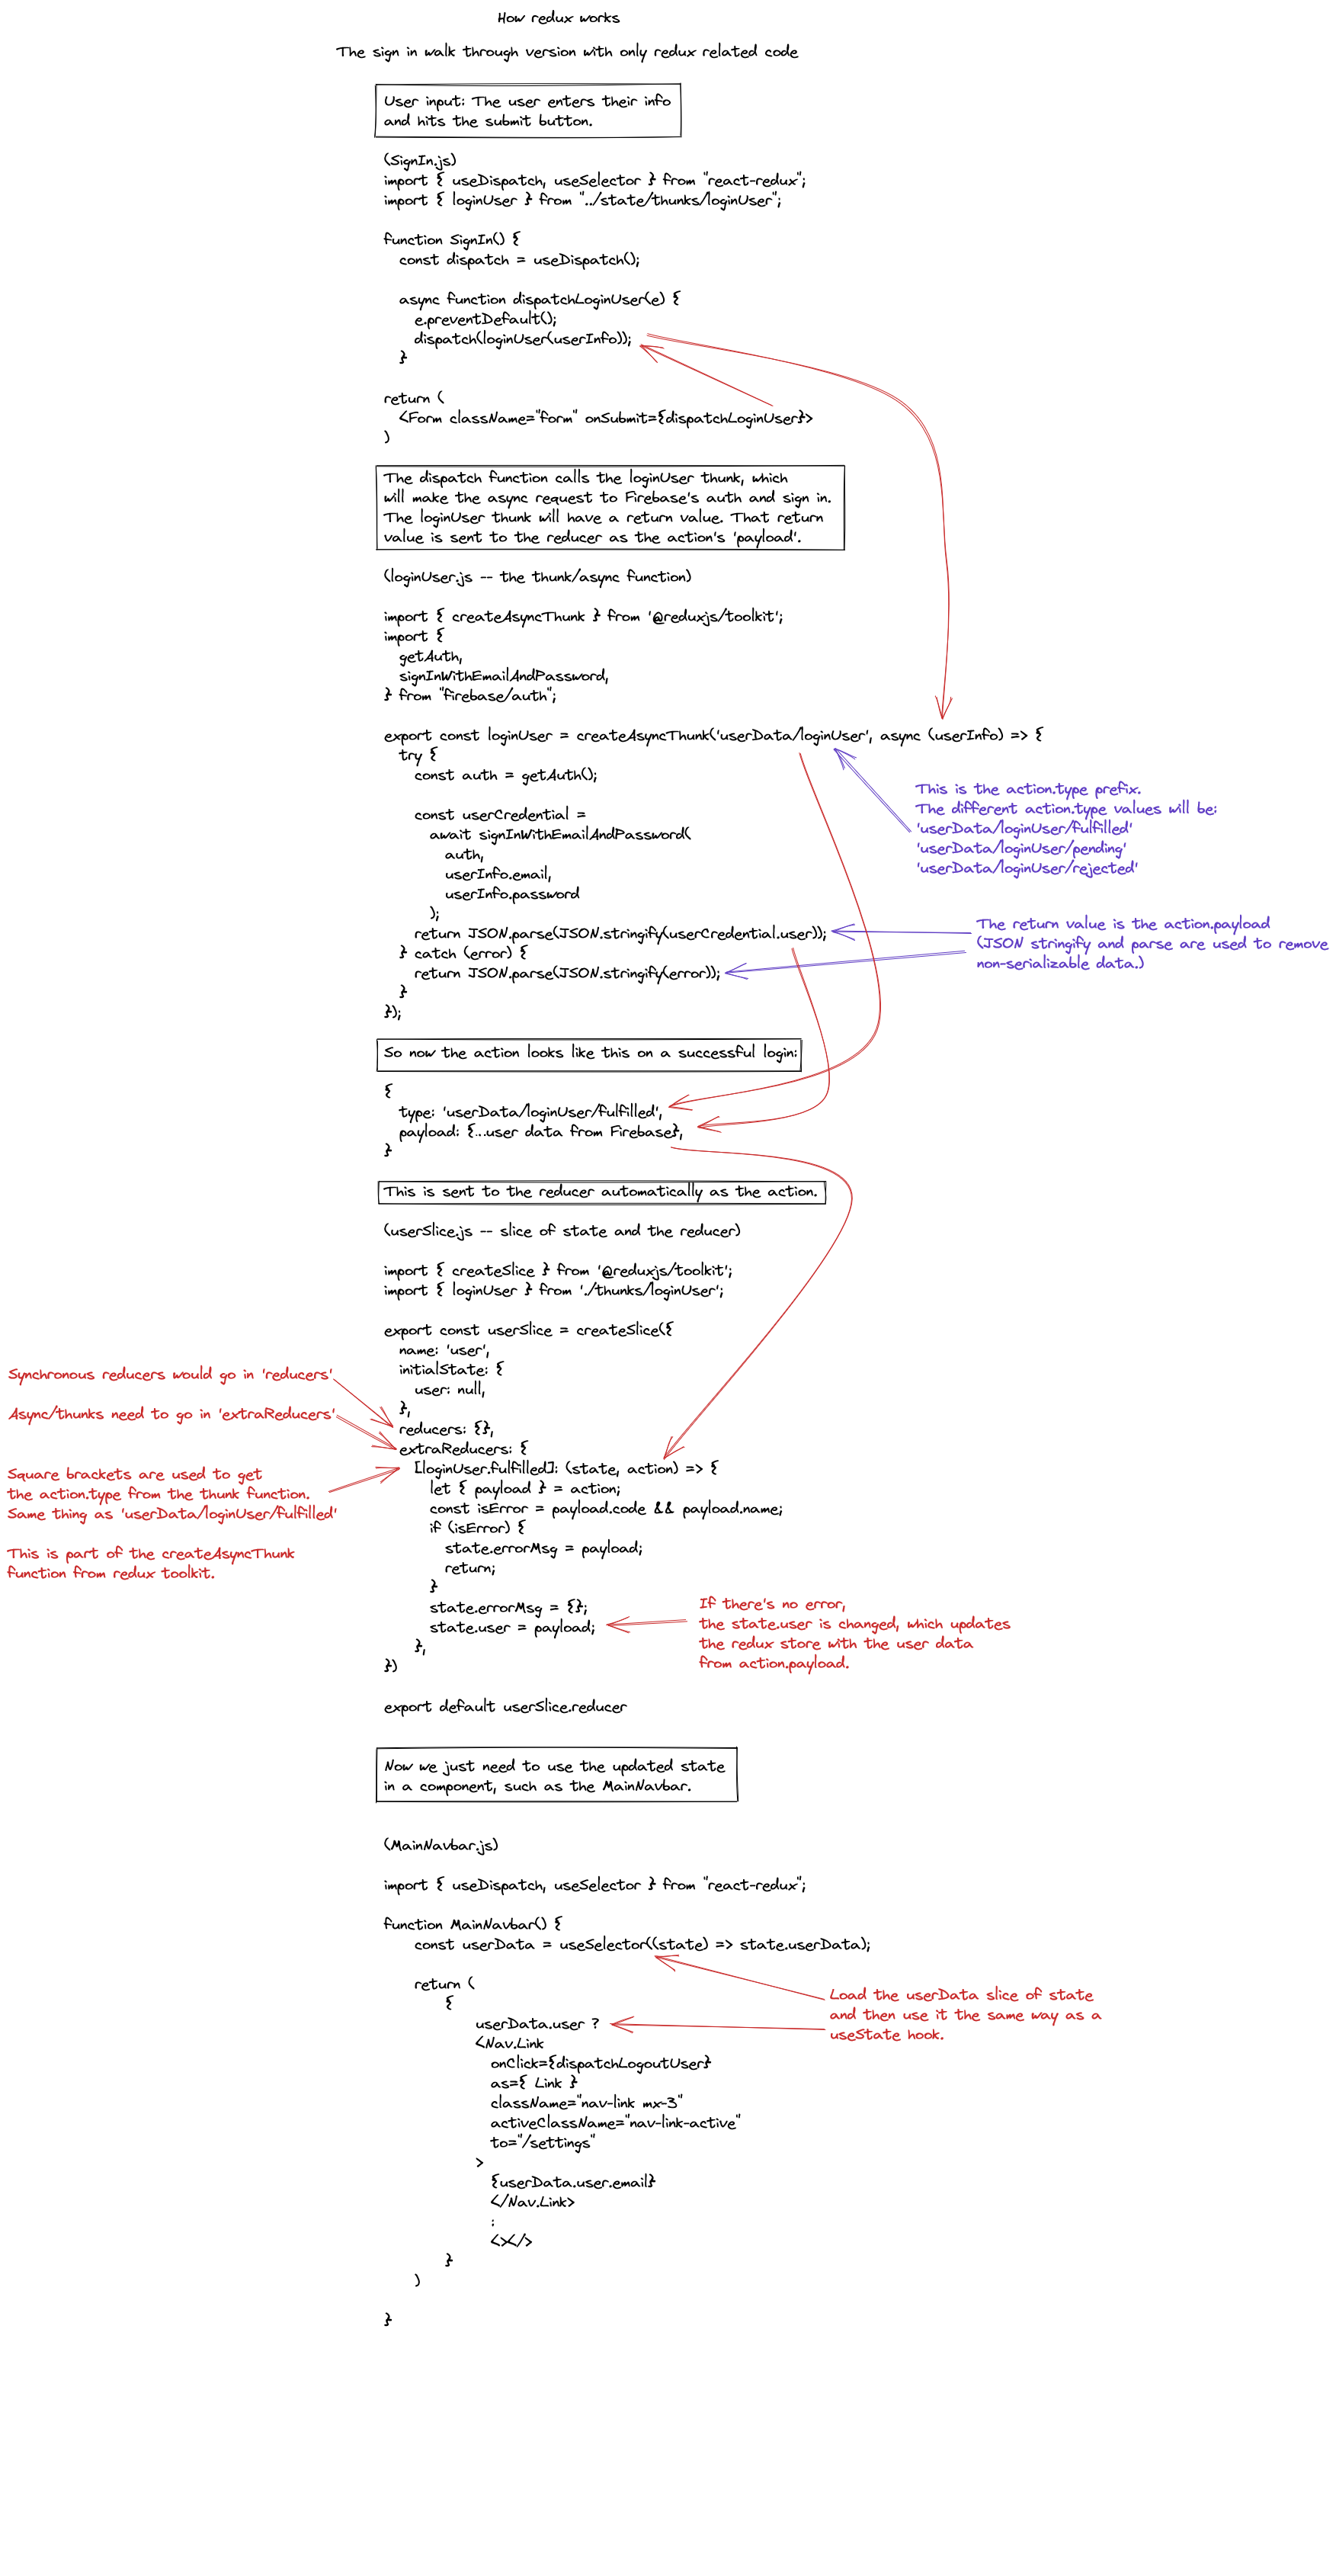 How redux works
The sign in walk through version with only redux related code
User input: The user enters their info
and hits the submit button.
(SignIn.js)
import { useDispatch, useSelector } from "react-redux";
import { loginUser } from "../state/thunks/loginUser";
function SignIn() {
const dispatch = useDispatch();
async function dispatchLoginUser(e) {
e.preventDefault();
dispatch(loginUser(userInfo));
}
return (
<Form className="form" onSubmit={dispatchLoginUser}>
)
The dispatch function calls the loginUser thunk, which
will make the async request to Firebase's auth and sign in.
The loginUser thunk will have a return value. That return
value is sent to the reducer as the action's 'payload'.
(loginUser.js -- the thunk/async function)
import { createAsyncThunk } from '@reduxjs/toolkit';
import {
getAuth,
signInWithEmailAndPassword,
} from "firebase/auth";
export const loginUser = createAsyncThunk('userData/loginUser', async (userInfo) => {
try {
const auth = getAuth();
const userCredential =
await signInWithEmailAndPassword(
auth,
userInfo.email,
userInfo.password
);
return JSON.parse(JSON.stringify(userCredential.user));
} catch (error) {
return JSON.parse(JSON.stringify(error));
}
});
This is the action.type prefix.
The different action.type values will be:
'userData/loginUser/fulfilled'
'userData/loginUser/pending'
'userData/loginUser/rejected'
The return value is the action.payload
(JSON stringify and parse are used to remove
non-serializable data.)
So now the action looks like this on a successful login:
{
type: 'userData/loginUser/fulfilled',
payload: {...user data from Firebase},
}
This is sent to the reducer automatically as the action.
(userSlice.js -- slice of state and the reducer)
import { createSlice } from '@reduxjs/toolkit';
import { loginUser } from './thunks/loginUser';
export const userSlice = createSlice({
name: 'user',
initialState: {
user: null,
},
reducers: {},
extraReducers: {
[loginUser.fulfilled]: (state, action) => {
let { payload } = action;
const isError = payload.code && payload.name;
if (isError) {
state.errorMsg = payload;
return;
}
state.errorMsg = {};
state.user = payload;
},
})
export default userSlice.reducer
Synchronous reducers would go in 'reducers'
Async/thunks need to go in 'extraReducers'
Square brackets are used to get
the action.type from the thunk function.
Same thing as 'userData/loginUser/fulfilled'
This is part of the createAsyncThunk
function from redux toolkit.
If there's no error,
the state.user is changed, which updates
the redux store with the user data
from action.payload.
Now we just need to use the updated state
in a component, such as the MainNavbar.
(MainNavbar.js)
import { useDispatch, useSelector } from "react-redux";
function MainNavbar() {
const userData = useSelector((state) => state.userData);
return (
{
userData.user ?
<Nav.Link
onClick={dispatchLogoutUser}
as={ Link }
className="nav-link mx-3"
activeClassName="nav-link-active"
to="/settings"
>
{userData.user.email}
</Nav.Link>
:
<></>
}
)
}
Load the userData slice of state
and then use it the same way as a
useState hook.